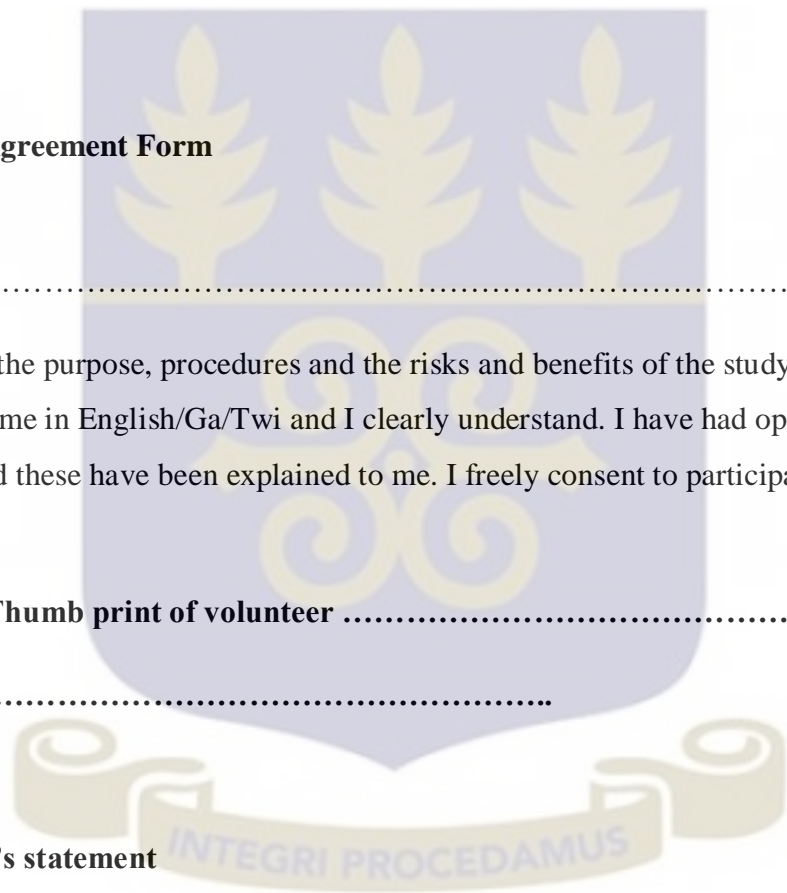 greement Form
………………………………………………………………………………
the purpose, procedures and the risks and benefits of the study
me in English/Ga/Twi and I clearly understand. I have had op
d these have been explained to me. I freely consent to participa
Thumb print of volunteer ……………………………………
…………………………………………………..
's statement
INTEGRI PROCEDAMUS